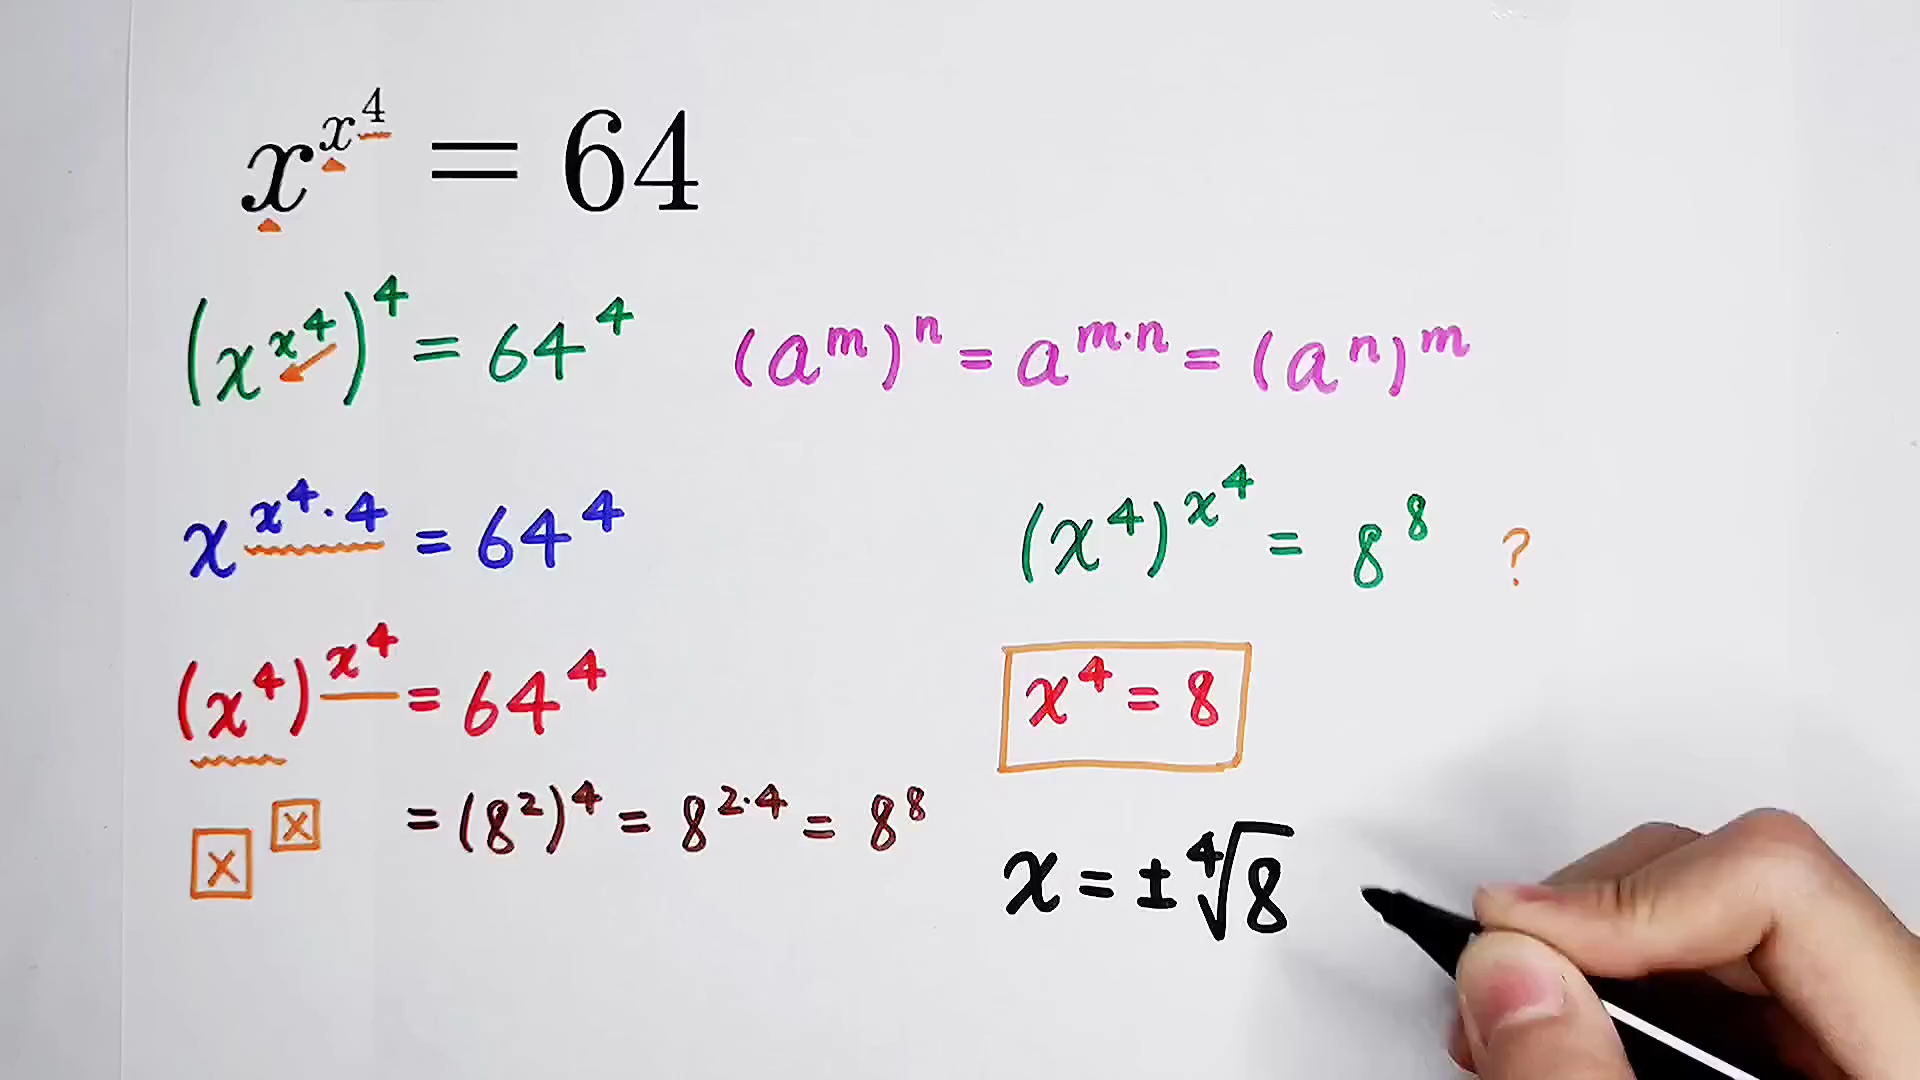 x^{x^4} = 64
(x^{x^4})^4 = 64^4
(a^m)^n = a^{m·n} = (a^n)^m
x^{x^4·4} = 64^4
(x^4)^{x^4} = 8^8 ?
(x^4)^{x^4} = 64^4
x^4 = 8
x^x
= (8^2)^4 = 8^{2·4} = 8^8
x = ±∜8